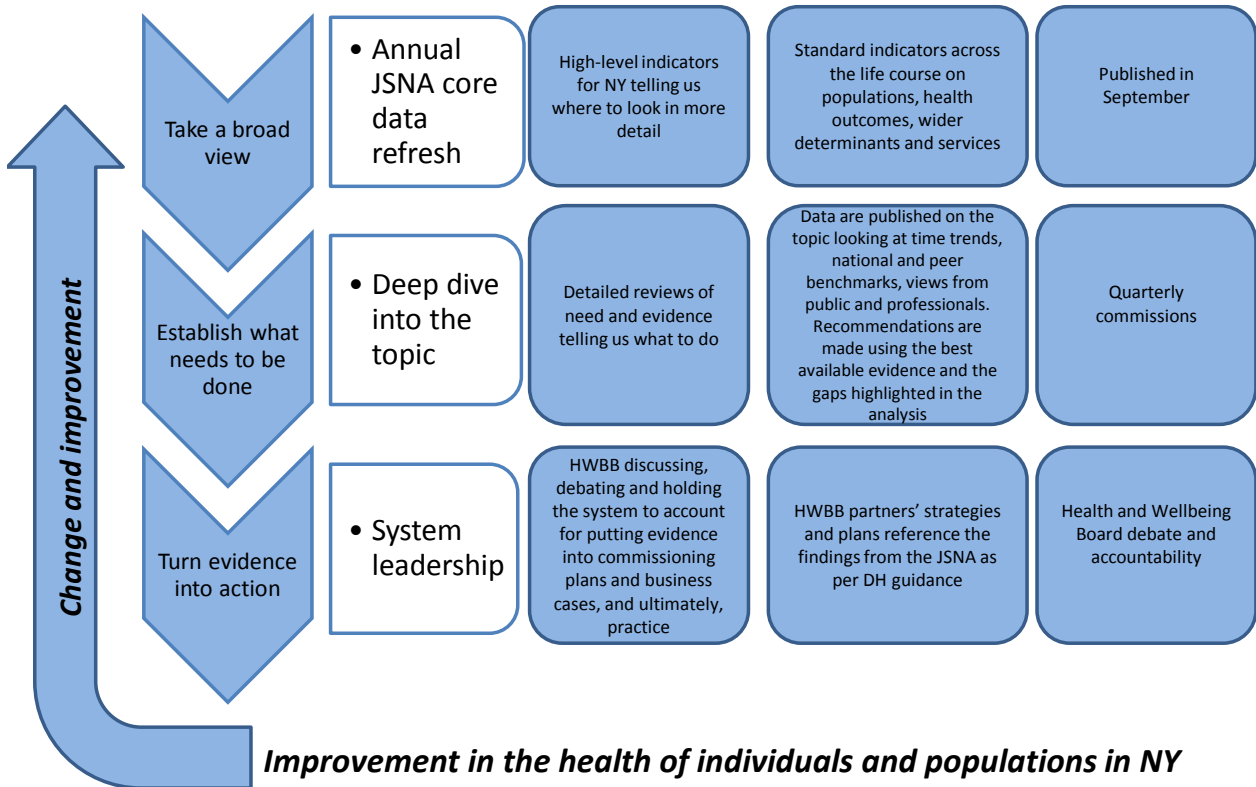 Take a broad
view
• Annual
JSNA core
data
refresh
High-level indicators
for NY telling us
where to look in more
detail
Standard indicators across
the life course on
populations, health
outcomes, wider
determinants and services
Published in
September
Establish what
needs to be
done
• Deep dive
into the
topic
Detailed reviews of
need and evidence
telling us what to do
Data are published on the
topic looking at time trends,
national and peer
benchmarks, views from
public and professionals.
Recommendations are
made using the best
available evidence and the
gaps highlighted in the
analysis
Quarterly
commissions
Turn evidence
into action
• System
leadership
HWBB discussing,
debating and holding
the system to account
for putting evidence
into commissioning
plans and business
cases, and ultimately,
practice
HWBB partners’ strategies
and plans reference the
findings from the JSNA as
per DH guidance
Health and Wellbeing
Board debate and
accountability
Change and improvement
Improvement in the health of individuals and populations in NY